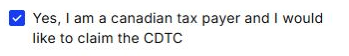 Yes, I am a canadian tax payer and I would
like to claim the CDTC